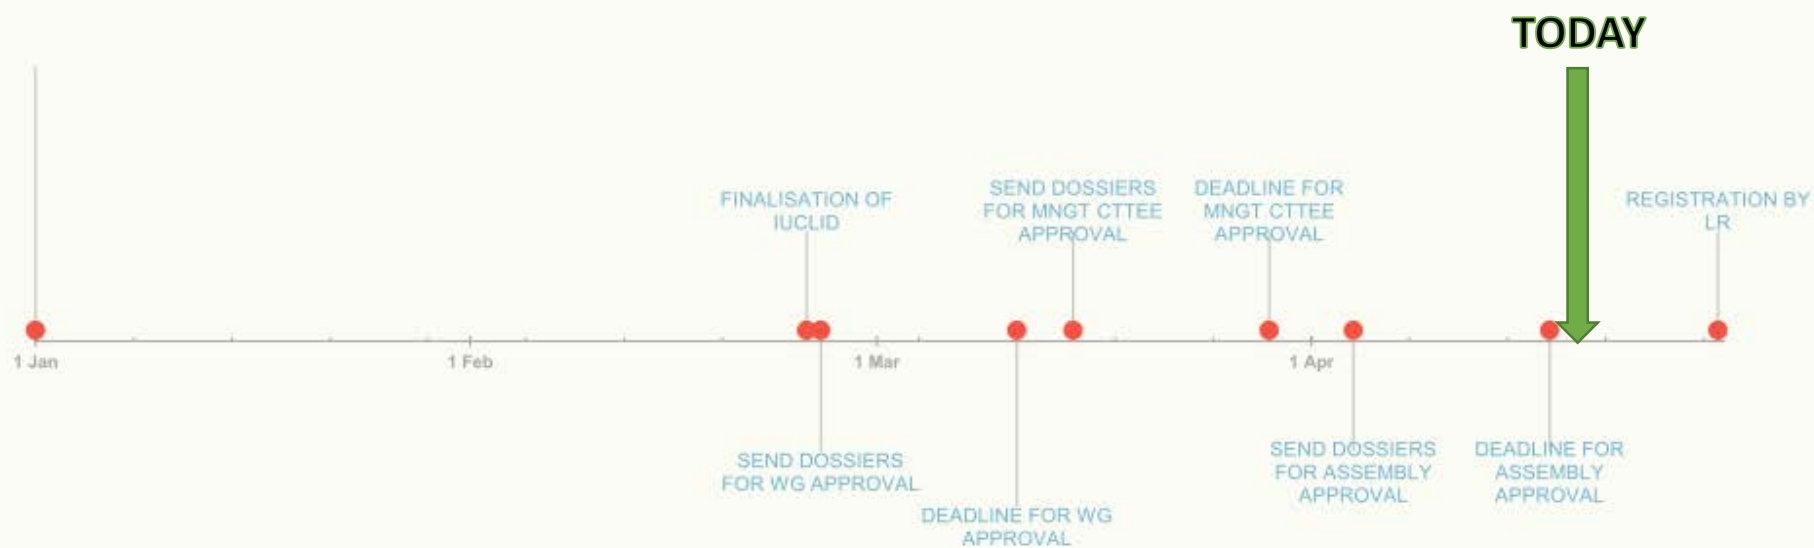 TODAY
FINALISATION OF
IUCLID
SEND DOSSIERS
FOR MNGT CTTEE
APPROVAL
DEADLINE FOR
MNGT CTTEE
APPROVAL
REGISTRATION BY
LR
1 Jan
1 Feb
1 Mar
1 Apr
SEND DOSSIERS
FOR WG APPROVAL
DEADLINE FOR WG
APPROVAL
SEND DOSSIERS
FOR ASSEMBLY
APPROVAL
DEADLINE FOR
ASSEMBLY
APPROVAL